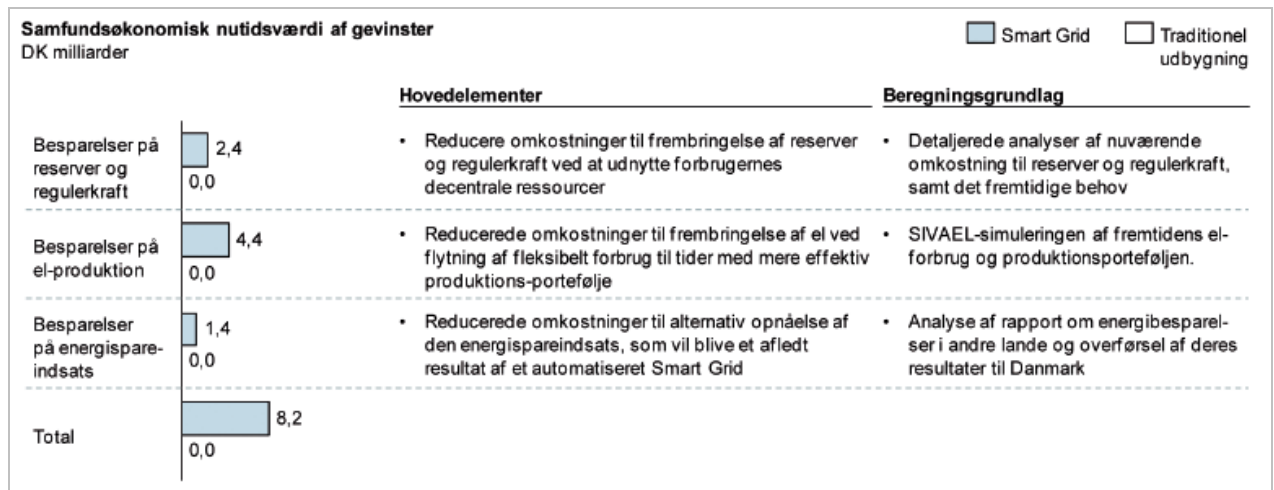 Samfundsøkonomisk nutidsværdi af gevinster
DK milliarder
Smart Grid
Traditionel
udbygning
Hovedelementer
Beregningsgrundlag
Besparelser på
reserver og
regulerkraft
2,4
0,0
• Reducere omkostninger til frembringelse af reserver
og regulerkraft ved at udnytte forbrugernes
decentrale ressourcer
• Detaljerede analyser af nuværende
omkostning til reserver og regulerkraft,
samt det fremtidige behov
Besparelser på
el-produktion
4,4
0,0
• Reducerede omkostninger til frembringelse af el ved
flytning af fleksibelt forbrug til tider med mere effektiv
produktions-portefølje
• SIVAEL-simuleringen af fremtidens el-
forbrug og produktionsporteføljen.
Besparelser
på energispare-
indsats
1,4
0,0
• Reducerede omkostninger til alternativ opnåelse af
den energispareindsats, som vil blive et afledt
resultat af et automatiseret Smart Grid
• Analyse af rapport om energibesparel-
ser i andre lande og overførsel af deres
resultater til Danmark
Total
8,2
0,0